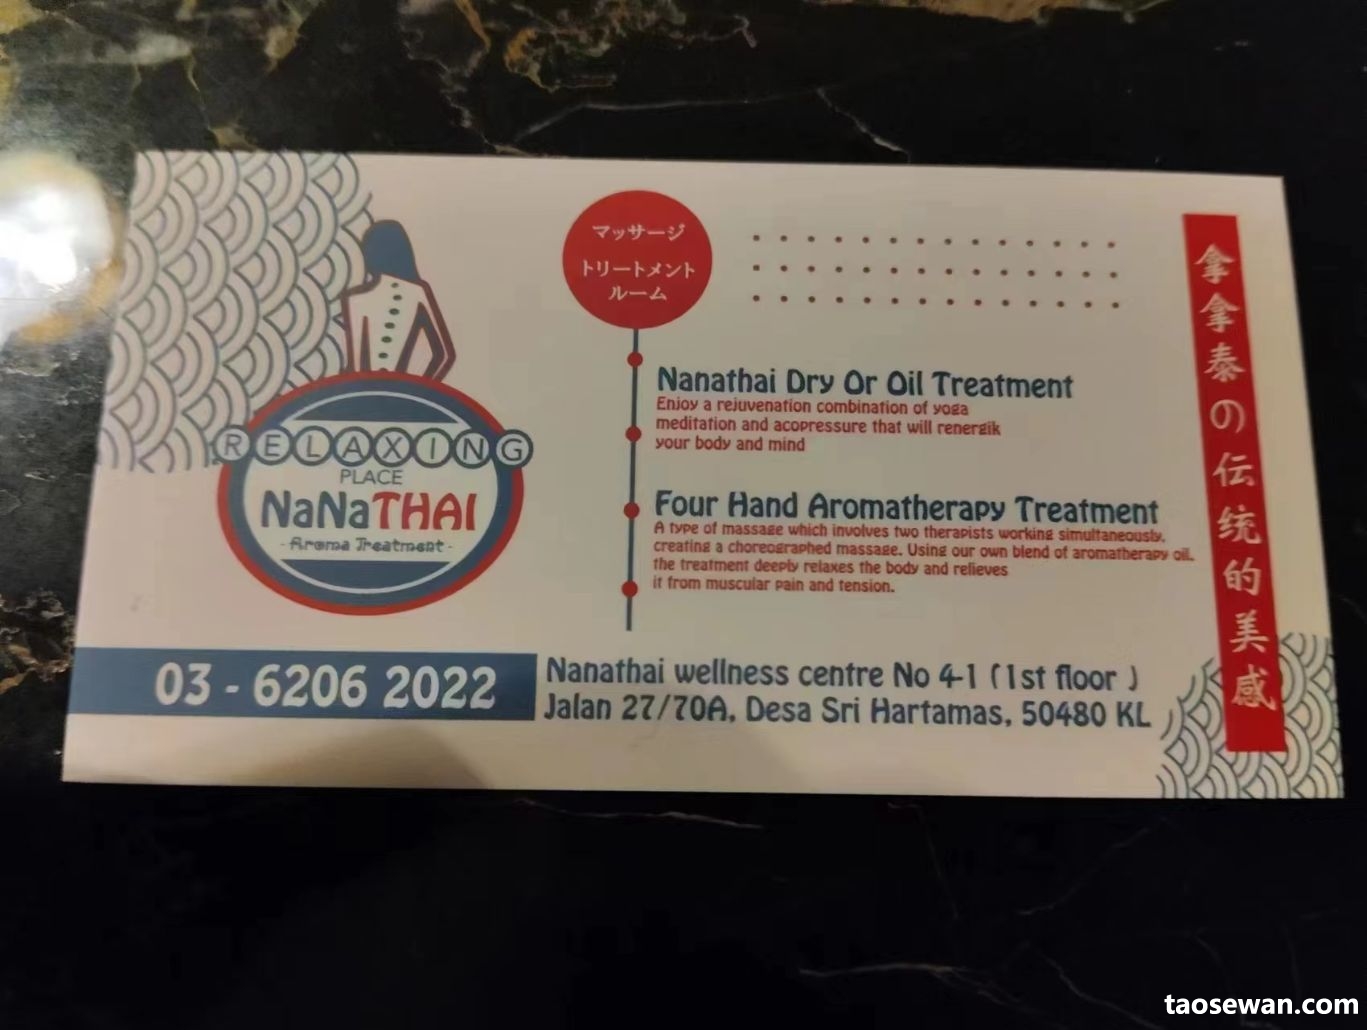 マッサージ
トリートメント
ルーム
RELAXING
PLACE
NaNaTHAI
- Aroma Treatment -
Nanathai Dry Or Oil Treatment
Enjoy a rejuvenation combination of yoga
meditation and acopressure that will renergik
your body and mind
Four Hand Aromatherapy Treatment
A type of massage which involves two therapists working simultaneously,
creating a choreographed massage. Using our own blend of aromatherapy oil,
the treatment deeply relaxes the body and relieves
it from muscular pain and tension.
拿拿泰の伝统的美感
03 - 6206 2022
Nanathai wellness centre No 4-1 (1st floor )
Jalan 27/70A, Desa Sri Hartamas, 50480 KL
taosewan.com